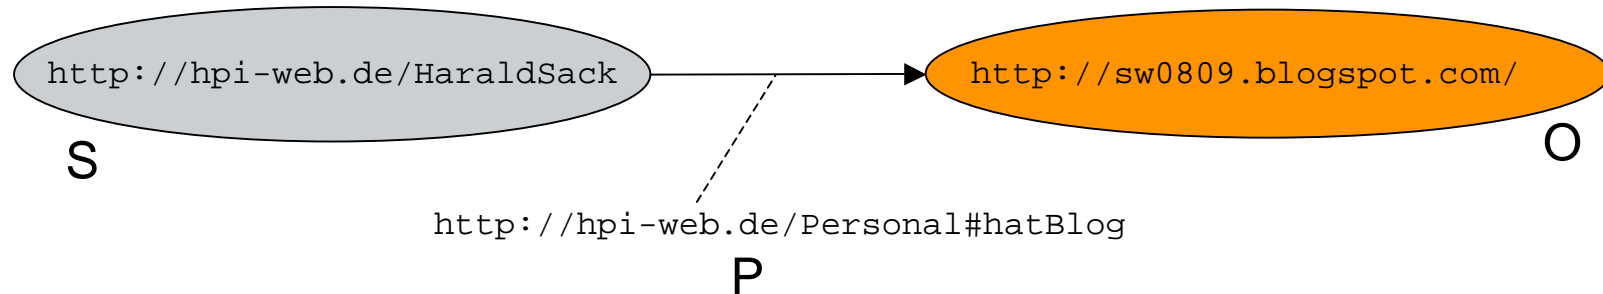 http://hpi-web.de/HaraldSack
http://sw0809.blogspot.com/
S
O
http://hpi-web.de/Personal#hatBlog
P